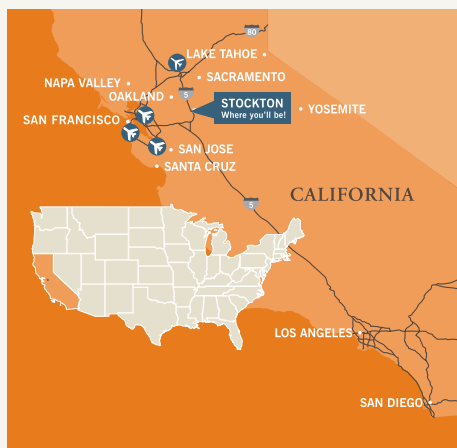 80
LAKE TAHOE
SACRAMENTO
NAPA VALLEY
OAKLAND
5
STOCKTON
Where you'll be!
YOSEMITE
SAN FRANCISCO
SAN JOSE
SANTA CRUZ
CALIFORNIA
5
LOS ANGELES
SAN DIEGO